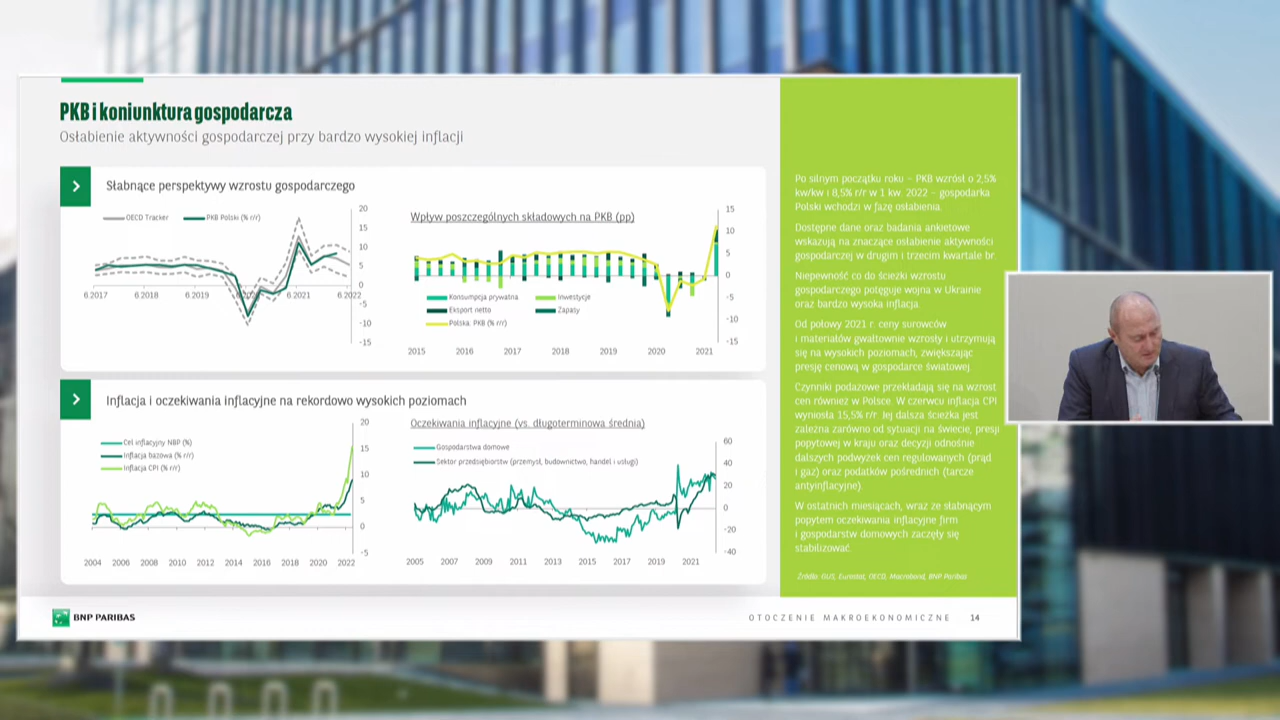 PKB i koniunktura gospodarcza
Osłabienie aktywności gospodarczej przy bardzo wysokiej inflacji
Słabnące perspektywy wzrostu gospodarczego
OECD Tracker
PKB Polski (% r/r)
20
15
10
5
0
-5
-10
-15
6.2017
6.2018
6.2019
6.2021
6.2022
Wpływ poszczególnych składowych na PKB (pp)
15
10
5
0
-5
-10
-15
Konsumpcja prywatna
Inwestycje
Eksport netto
Zapasy
Polska. PKB (% r/r)
2015
2016
2017
2018
2019
2020
2021
Inflacja i oczekiwania inflacyjne na rekordowo wysokich poziomach
Cel inflacyjny NBP (%)
Inflacja bazowa (% r/r)
Inflacja CPI (% r/r)
20
15
10
5
0
-5
2004
2006
2008
2010
2012
2014
2016
2018
2020
2022
Oczekiwania inflacyjne (vs. długoterminowa średnia)
Gospodarstwa domowe
Sektor przedsiębiorstw (przemysł, budownictwo, handel i usługi)
60
40
20
0
-20
-40
2005
2007
2009
2011
2013
2015
2017
2019
2021
Po silnym początku roku – PKB wzrósł o 2,5%
kw/kw i 8,5% r/r w 1 kw. 2022 – gospodarka
Polski wchodzi w fazę osłabienia.
Dostępne dane oraz badania ankietowe
wskazują na znaczące osłabienie aktywności
gospodarczej w drugim i trzecim kwartale br.
Niepewność co do ścieżki wzrostu
gospodarczego potęguje wojna w Ukrainie
oraz bardzo wysoka inflacja.
Od połowy 2021 r. ceny surowców
i materiałów gwałtownie wzrosły i utrzymują
się na wysokich poziomach, zwiększając
presję cenową w gospodarce światowej.
Czynniki podażowe przekładają się na wzrost
cen również w Polsce. W czerwcu inflacja CPI
wyniosła 15,5% r/r. Jej dalsza ścieżka jest
zależna zarówno od sytuacji na świecie, presji
popytowej w kraju oraz decyzji odnośnie
dalszych podwyżek cen regulowanych (prąd
i gaz) oraz podatków pośrednich (tarcze
antyinflacyjne).
W ostatnich miesiącach, wraz ze słabnącym
popytem oczekiwania inflacyjne firm
i gospodarstw domowych zaczęły się
stabilizować.
Źródło: GUS, Eurostat, OECD, Macrobond, BNP Paribas
BNP PARIBAS
OTOCZENIE MAKROEKONOMICZNE 14